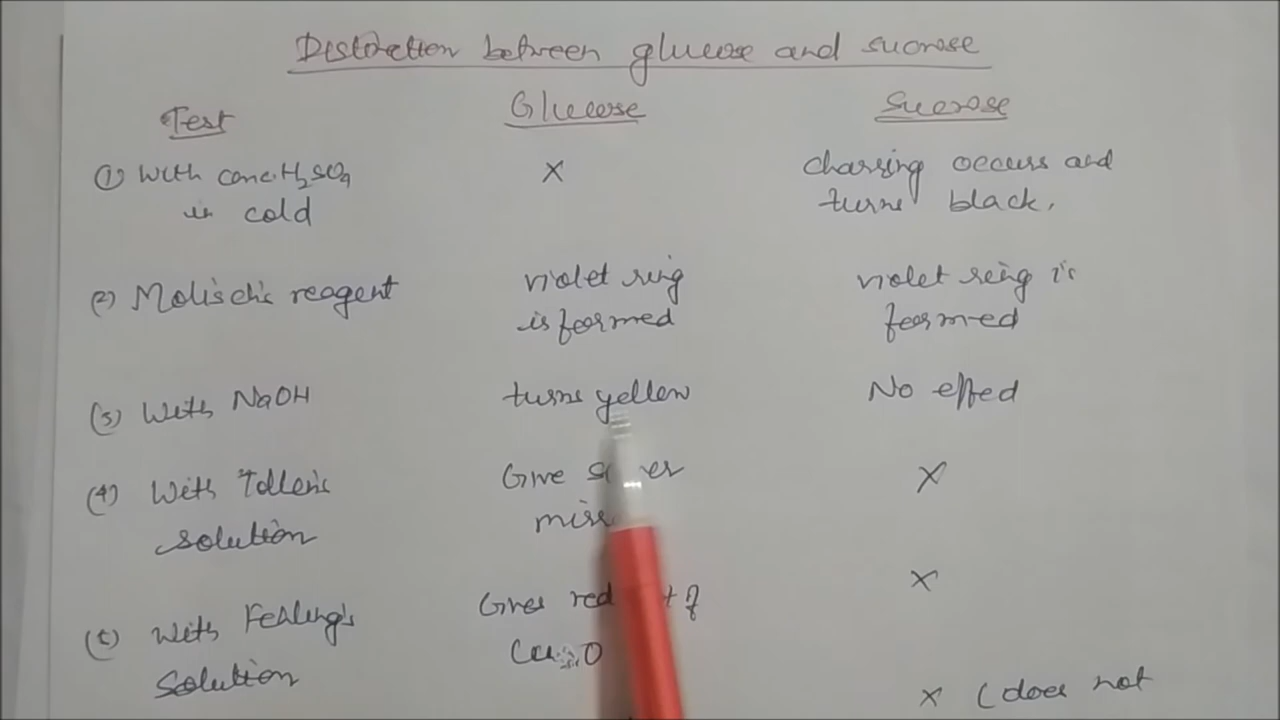 Distinction between glucose and sucrose
Test Glucose Sucrose
① With conc. H2SO4 × charring occurs and
in cold turns black.
(2) Molisch's reagent violet ring violet ring is
is formed formed
(3) With NaOH turns yellow No effect
(4) With Tollen's Give ×
solution
(5) With Fehling's Gives red of ×
solution Cu2O
× (does not